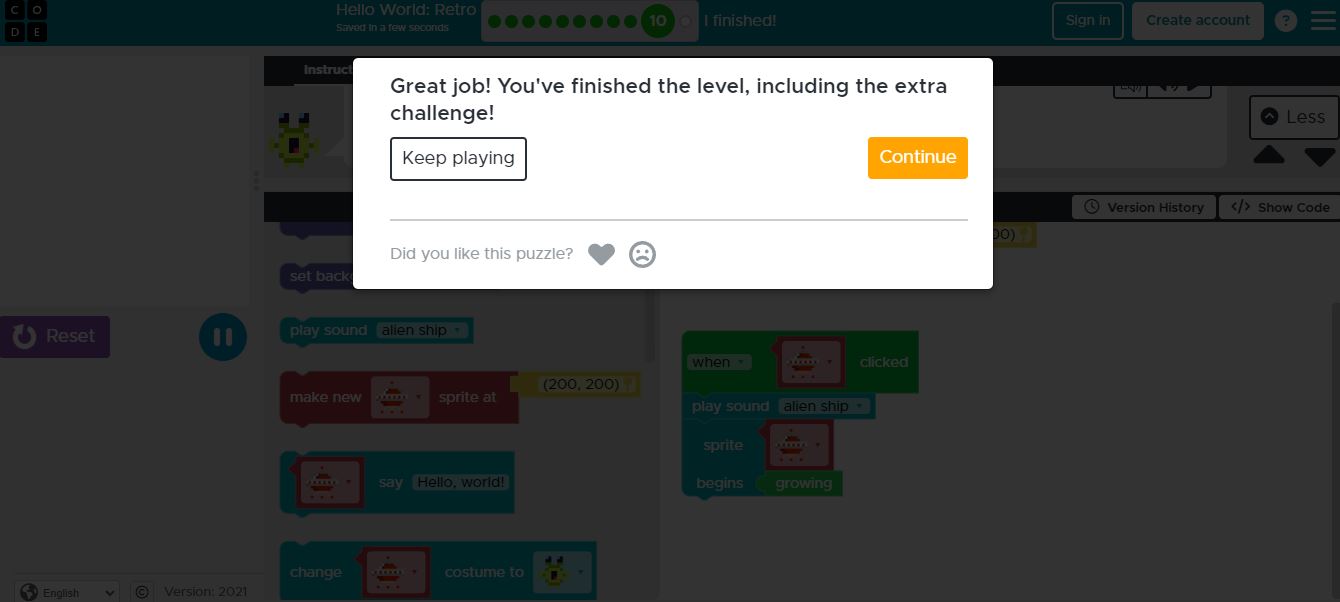 CO
DE
Hello World: Retro
Saved in a few seconds
10
I finished!
Sign in
Create account
?
Instruct
Great job! You've finished the level, including the extra
challenge!
Keep playing
Continue
Less
Version History
</> Show Code
Did you like this puzzle?
00)
set back
Reset
play sound alien ship
when clicked
make new sprite at (200, 200)
play sound alien ship
sprite
say Hello, world!
begins growing
change costume to
English
© Version: 2021